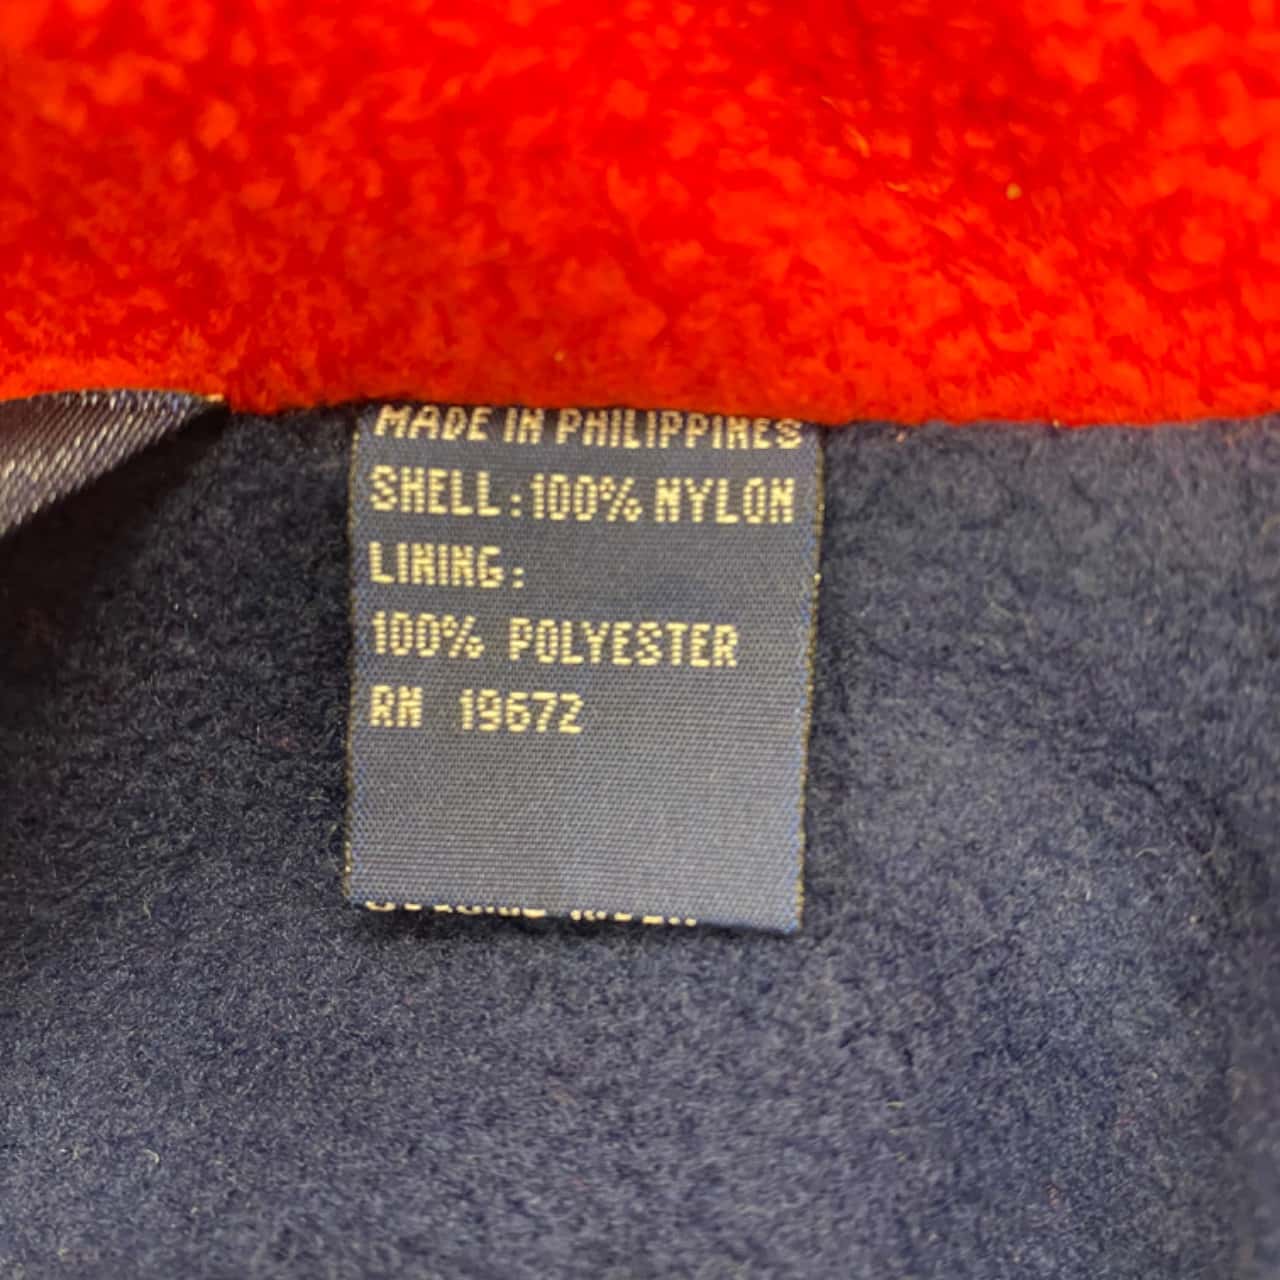 MADE IN PHILIPPINES
SHELL:100% NYLON
LINING:
100% POLYESTER
RN 19672